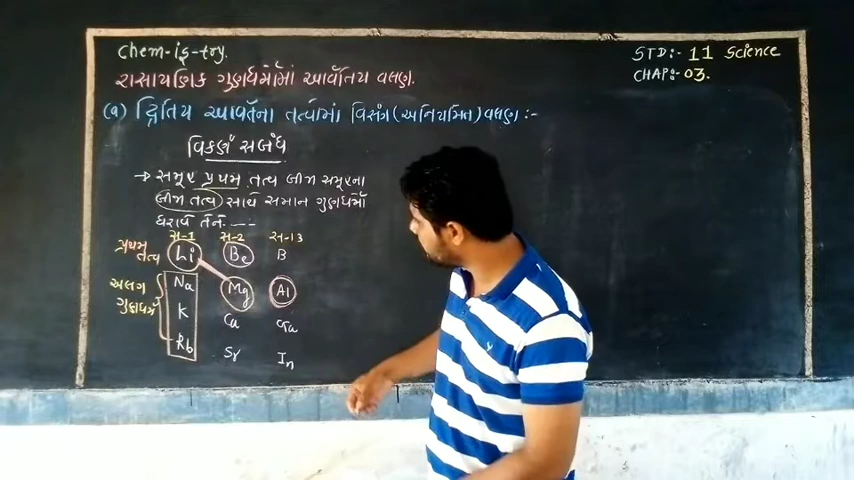 Chem-is-try.
STD:- 11 Science
CHAP:- 03.
રાસાયણિક ગુણધર્મોમાં આવર્તિય વલણ.
(a) દ્વિતિય આવર્તના તત્વોમાં વિસંગ (અનિયમિત) વલણ :-
વિકર્ણ સબંધ
→ સમૂહ પ્રથમ તત્વ બીજા સમૂહના
બીજા તત્વ સાથે સમાન ગુણધર્મો
ધરાવે તેને ----
સ-1 સ-2 સ-13
પ્રથમ તત્વ Li Be B
Na Mg Al
અલગ ગુણધર્મ K Ca Ga
Rb Sr In